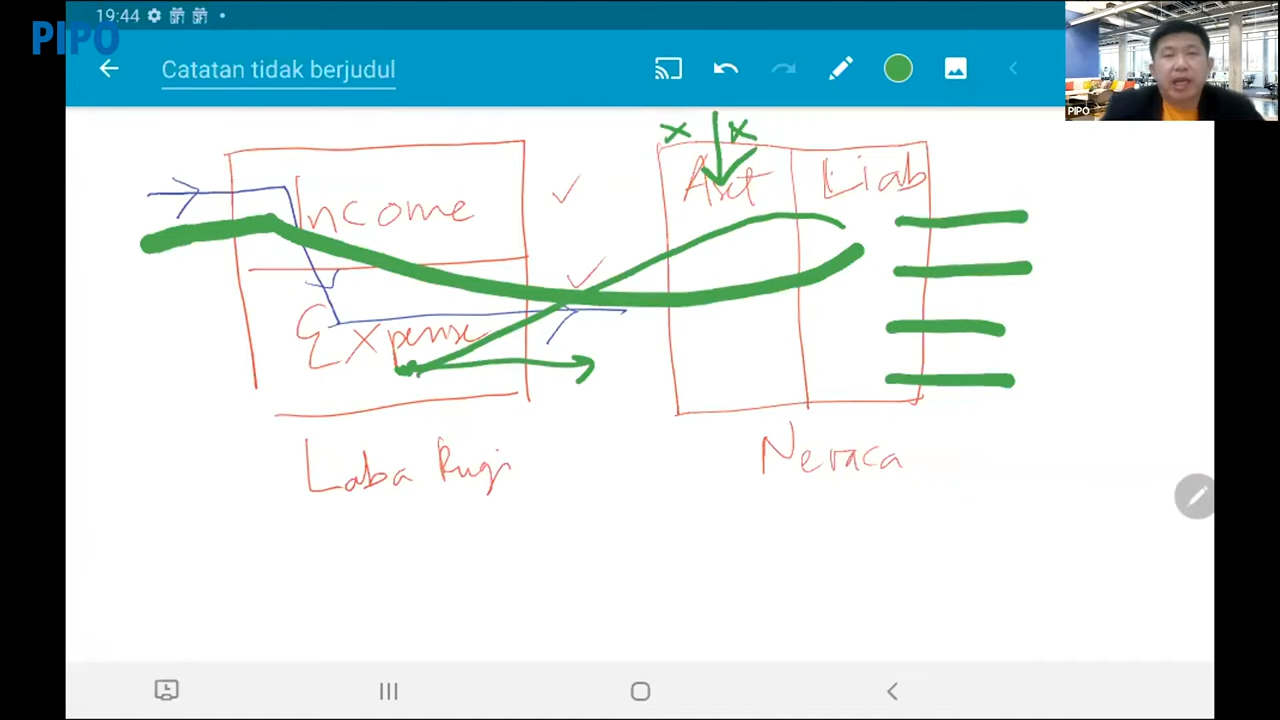 19:44
PIPO
Catatan tidak berjudul
PIPO
x x
Income
Aset
Liab
Expense
Laba Rugi
Neraca